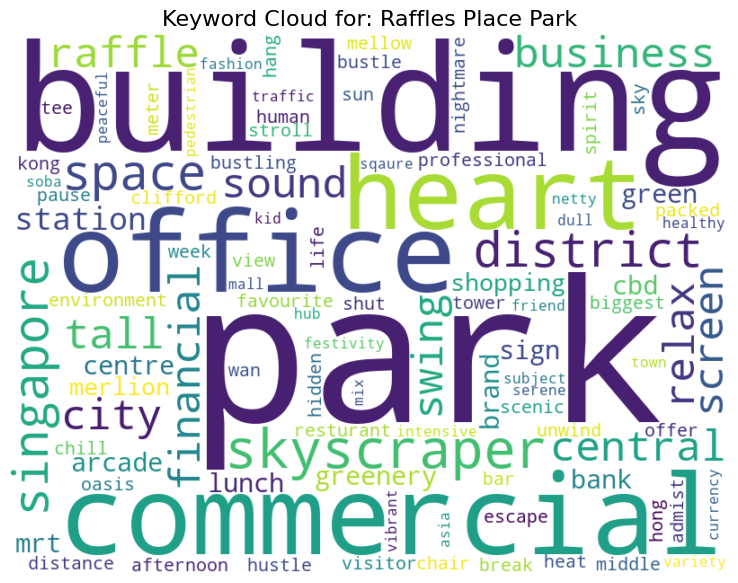 Keyword Cloud for: Raffles Place Park
building
raffle
fashion
hang
mellow
bustle
nightmare
business
tee
peaceful
meter
pedestrian
traffic
human
stroll
sun
spirit
sky
kong
soba
pause
space
clifford
bustling
sound
kid
sqaure
professional
heart
netty
dull
green
packed
healthy
station
office
week
view
mall
life
district
singapore
environment
tall
centre
merlion
city
chill
arcade
oasis
financial
favourite
hub
shut
festivity
wan
hidden
mix
park
swing
shopping
tower
friend
cbd
biggest
brand
sign
subject
serene
scenic
relax
screen
town
skyscraper
resturant
intensive
unwind
offer
central
lunch
greenery
bar
bank
commercial
vibrant
asia
escape
hong
admist
currency
mrt
distance
afternoon
hustle
visitor
chair
break
heat
middle
variety